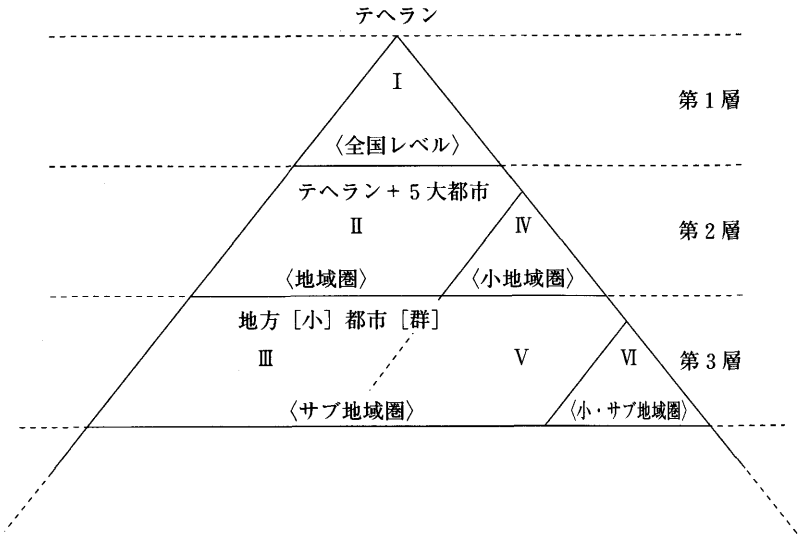 テヘラン
Ⅰ
第1層
〈全国レベル〉
テヘラン+5大都市
Ⅱ
Ⅳ
第2層
〈地域圏〉
〈小地域圏〉
地方[小]都市[群]
Ⅲ
Ⅴ
Ⅵ
第3層
〈サブ地域圏〉
〈小・サブ地域圏〉